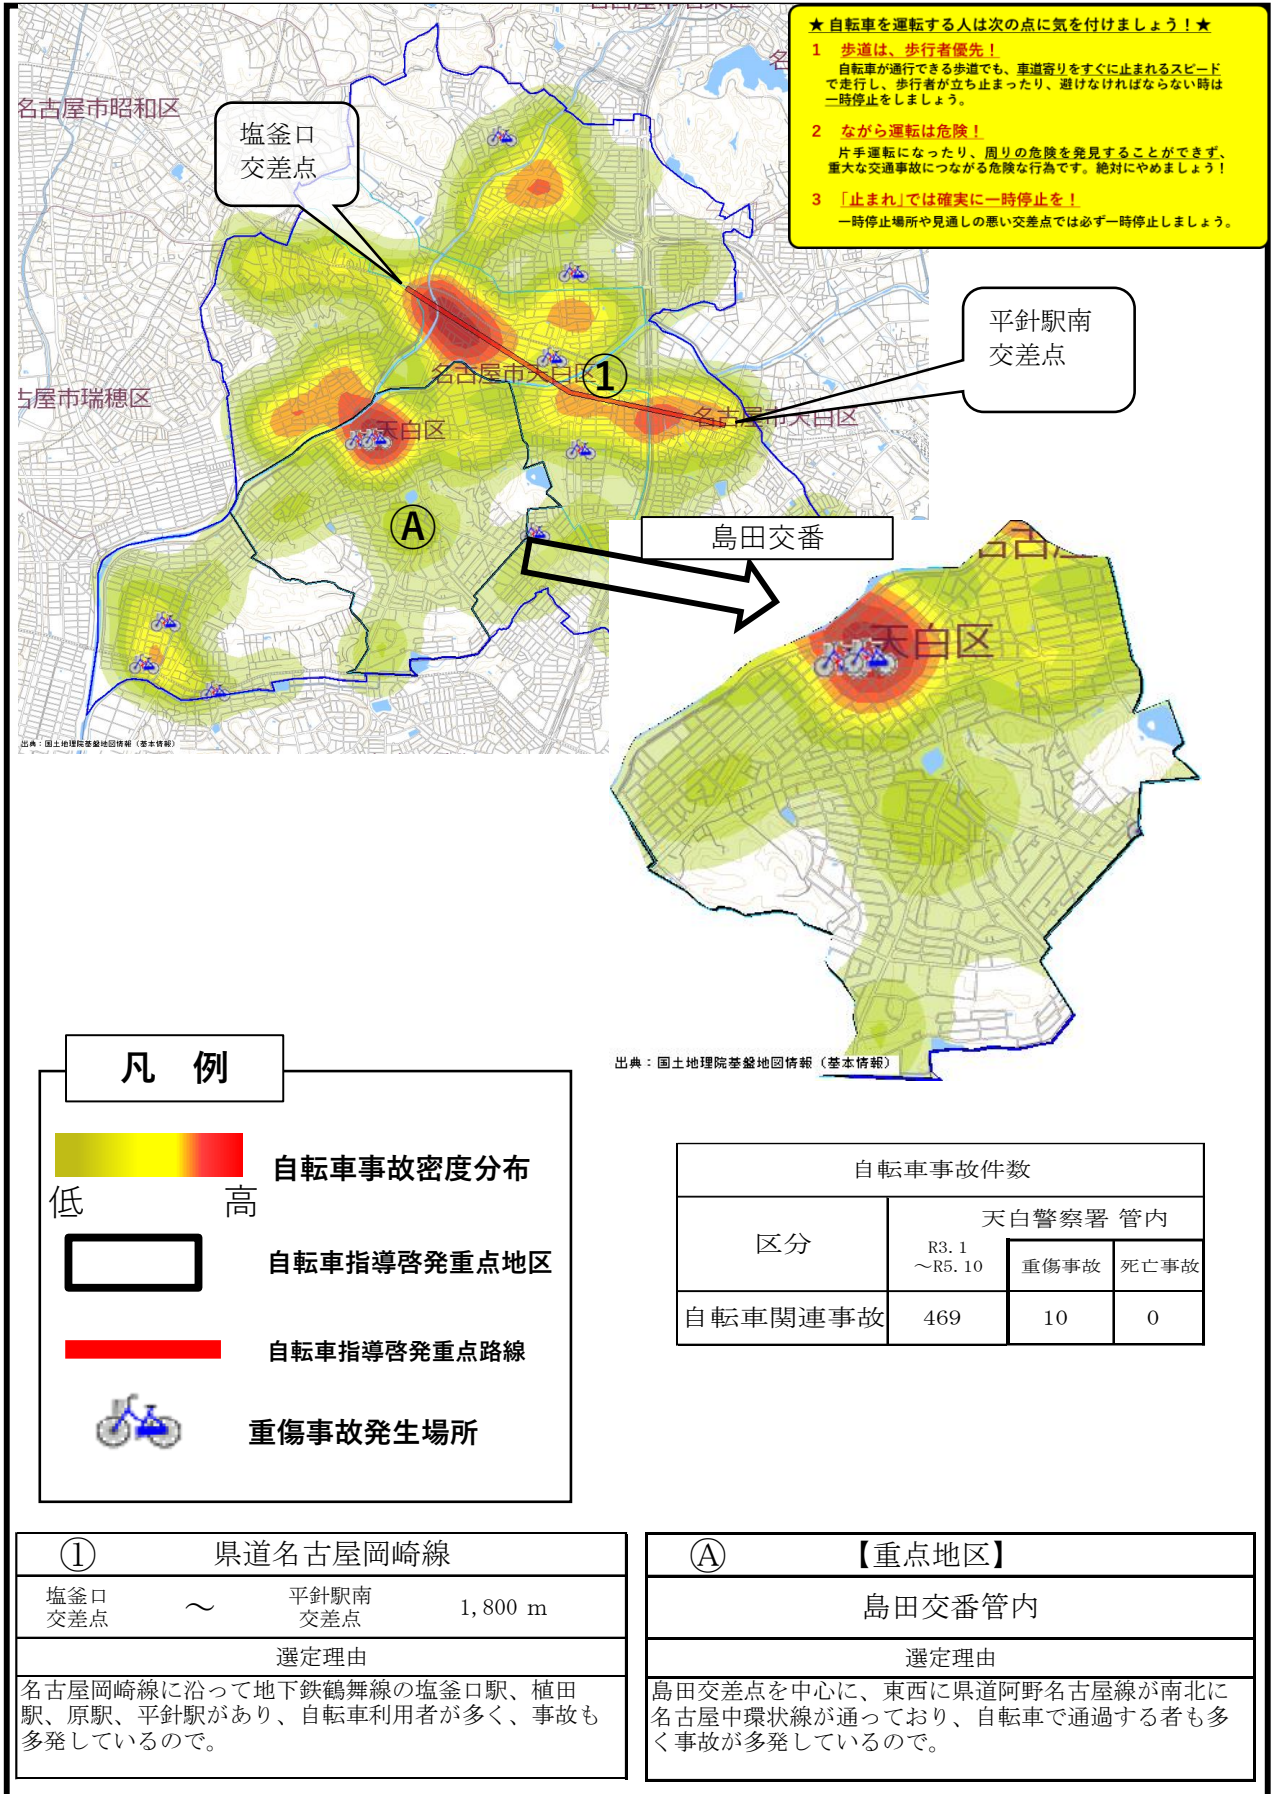 ★自転車を運転する人は次の点に気を付けましょう！★
1 歩道は、歩行者優先！
自転車が通行できる歩道でも、車道寄りをすぐに止まれるスピード
で走行し、歩行者が立ち止まったり、避けなければならない時は
一時停止をしましょう。
2 ながら運転は危険！
片手運転になったり、周りの危険を発見することができず、
重大な交通事故につながる危険な行為です。絶対にやめましょう！
3 「止まれ」では確実に一時停止を！
一時停止場所や見通しの悪い交差点では必ず一時停止しましょう。
名古屋市昭和区
塩釜口
交差点
平針駅南
交差点
古屋市瑞穂区
名古屋市天白区
①
名古屋市天白区
天白区
Ⓐ
島田交番
名古屋
天白区
出典：国土地理院基盤地図情報（基本情報）
出典：国土地理院基盤地図情報（基本情報）
凡 例
低 高 自転車事故密度分布
自転車指導啓発重点地区
自転車指導啓発重点路線
重傷事故発生場所
自転車事故件数
区分 天白警察署 管内
R3.1
～R5.10 重傷事故 死亡事故
自転車関連事故 469 10 0
① 県道名古屋岡崎線
塩釜口
交差点 ～ 平針駅南
交差点 1,800 m
選定理由
名古屋岡崎線に沿って地下鉄鶴舞線の塩釜口駅、植田
駅、原駅、平針駅があり、自転車利用者が多く、事故も
多発しているので。
Ⓐ 【重点地区】
島田交番管内
選定理由
島田交差点を中心に、東西に県道阿野名古屋線が南北に
名古屋中環状線が通っており、自転車で通過する者も多
く事故が多発しているので。